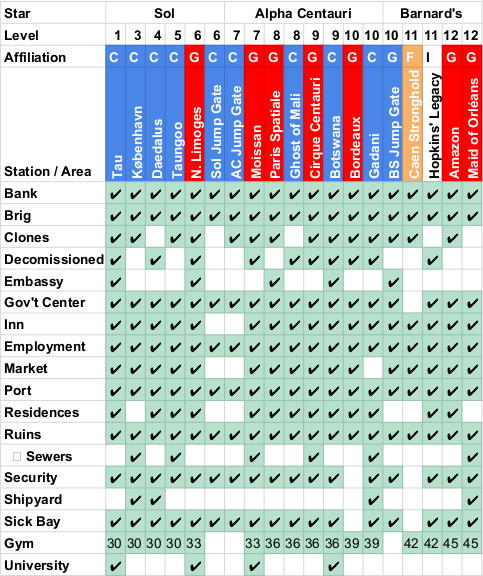 Star Sol Alpha Centauri Barnard's
Level 1 3 4 5 6 6 7 7 8 8 9 9 10 10 10 11 11 12 12
Affiliation C C C C G C C G G C G C G C G F I G G
Station / Area Tau København Daedalus Taungoo N. Limoges Sol Jump Gate AC Jump Gate Moissan Paris Spatiale Ghost of Mali Cirque Centauri Botswana Bordeaux Gadani BS Jump Gate Caen Stronghold Hopkins' Legacy Amazon Maid of Orléans
Bank ✔ ✔ ✔ ✔ ✔ ✔ ✔ ✔ ✔ ✔ ✔ ✔ ✔ ✔ ✔ ✔ ✔ ✔ ✔
Brig ✔ ✔ ✔ ✔ ✔ ✔ ✔ ✔ ✔ ✔ ✔ ✔ ✔ ✔ ✔ ✔ ✔ ✔ ✔
Clones ✔ ✔ ✔ ✔ ✔ ✔ ✔ ✔ ✔ ✔ ✔ ✔ ✔ ✔
Decomissioned ✔ ✔ ✔ ✔ ✔ ✔ ✔ ✔ ✔ ✔
Embassy ✔ ✔ ✔ ✔ ✔
Gov't Center ✔ ✔ ✔ ✔ ✔ ✔ ✔ ✔ ✔ ✔ ✔ ✔ ✔ ✔ ✔ ✔ ✔ ✔
Inn ✔ ✔ ✔ ✔ ✔ ✔ ✔ ✔ ✔ ✔ ✔ ✔ ✔ ✔ ✔ ✔ ✔
Employment ✔ ✔ ✔ ✔ ✔ ✔ ✔ ✔ ✔ ✔ ✔ ✔ ✔ ✔ ✔ ✔ ✔ ✔ ✔
Market ✔ ✔ ✔ ✔ ✔ ✔ ✔ ✔ ✔ ✔ ✔ ✔ ✔ ✔ ✔ ✔
Port ✔ ✔ ✔ ✔ ✔ ✔ ✔ ✔ ✔ ✔ ✔ ✔ ✔ ✔ ✔ ✔ ✔ ✔ ✔
Residences ✔ ✔ ✔ ✔ ✔ ✔ ✔ ✔ ✔ ✔ ✔ ✔ ✔
Ruins ✔ ✔ ✔ ✔ ✔ ✔ ✔ ✔ ✔ ✔ ✔ ✔ ✔ ✔ ✔ ✔ ✔ ✔ ✔
Sewers ✔ ✔ ✔ ✔ ✔ ✔
Security ✔ ✔ ✔ ✔ ✔ ✔ ✔ ✔ ✔ ✔ ✔ ✔ ✔ ✔ ✔ ✔ ✔
Shipyard ✔ ✔ ✔ ✔
Sick Bay ✔ ✔ ✔ ✔ ✔ ✔ ✔ ✔ ✔ ✔ ✔ ✔ ✔ ✔ ✔ ✔ ✔ ✔
Gym 30 30 30 30 33 33 36 36 36 36 39 39 42 42 45 45
University ✔ ✔ ✔ ✔